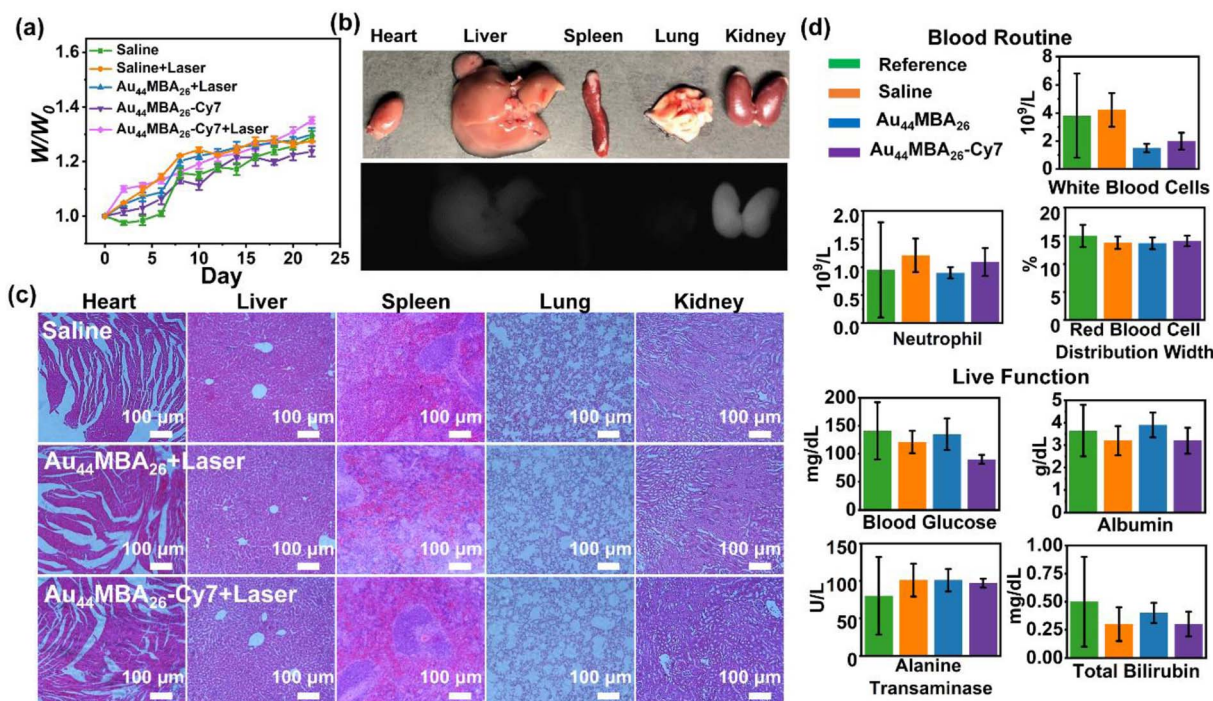 (a)
1.6
1.4
1.2
1.0
W/W₀
Saline
Saline+Laser
Au₄₄MBA₂₆+Laser
Au₄₄MBA₂₆-Cy7
Au₄₄MBA₂₆-Cy7+Laser
0 5 10 15 20 25
Day
(b)
Heart Liver Spleen Lung Kidney
(c)
Heart Liver Spleen Lung Kidney
Saline
100 µm 100 µm 100 µm 100 µm 100 µm
Au₄₄MBA₂₆+Laser
100 µm 100 µm 100 µm 100 µm 100 µm
Au₄₄MBA₂₆-Cy7+Laser
100 µm 100 µm 100 µm 100 µm 100 µm
(d)
Blood Routine
Reference
Saline
Au₄₄MBA₂₆
Au₄₄MBA₂₆-Cy7
10⁹/L
8
6
4
2
0
White Blood Cells
10⁹/L
2.0
1.5
1.0
0.5
0.0
Neutrophil
%
20
15
10
5
0
Red Blood Cell
Distribution Width
Live Function
mg/dL
200
150
100
50
0
Blood Glucose
g/dL
5
4
3
2
1
0
Albumin
U/L
150
100
50
0
Alanine
Transaminase
mg/dL
1.00
0.75
0.50
0.25
0.00
Total Bilirubin